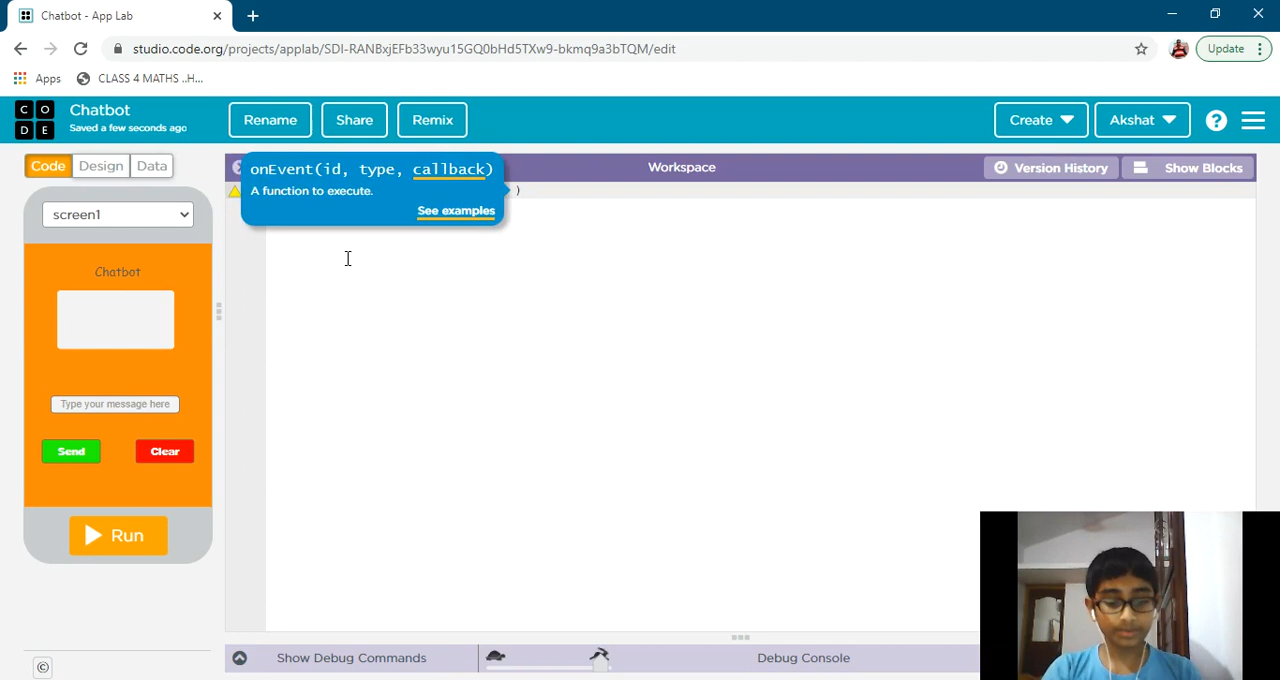 Chatbot - App Lab
studio.code.org/projects/applab/SDI-RANBxjEFb33wyu15GQ0bHd5TXw9-bkmq9a3bTQM/edit
Update
Apps
CLASS 4 MATHS ..H...
C O
D E
Chatbot
Saved a few seconds ago
Rename
Share
Remix
Create
Akshat
?
Code
Design
Data
Workspace
Version History
Show Blocks
onEvent(id, type, callback)
A function to execute.
See examples
)
screen1
Chatbot
Type your message here
Send
Clear
Run
Show Debug Commands
Debug Console
©